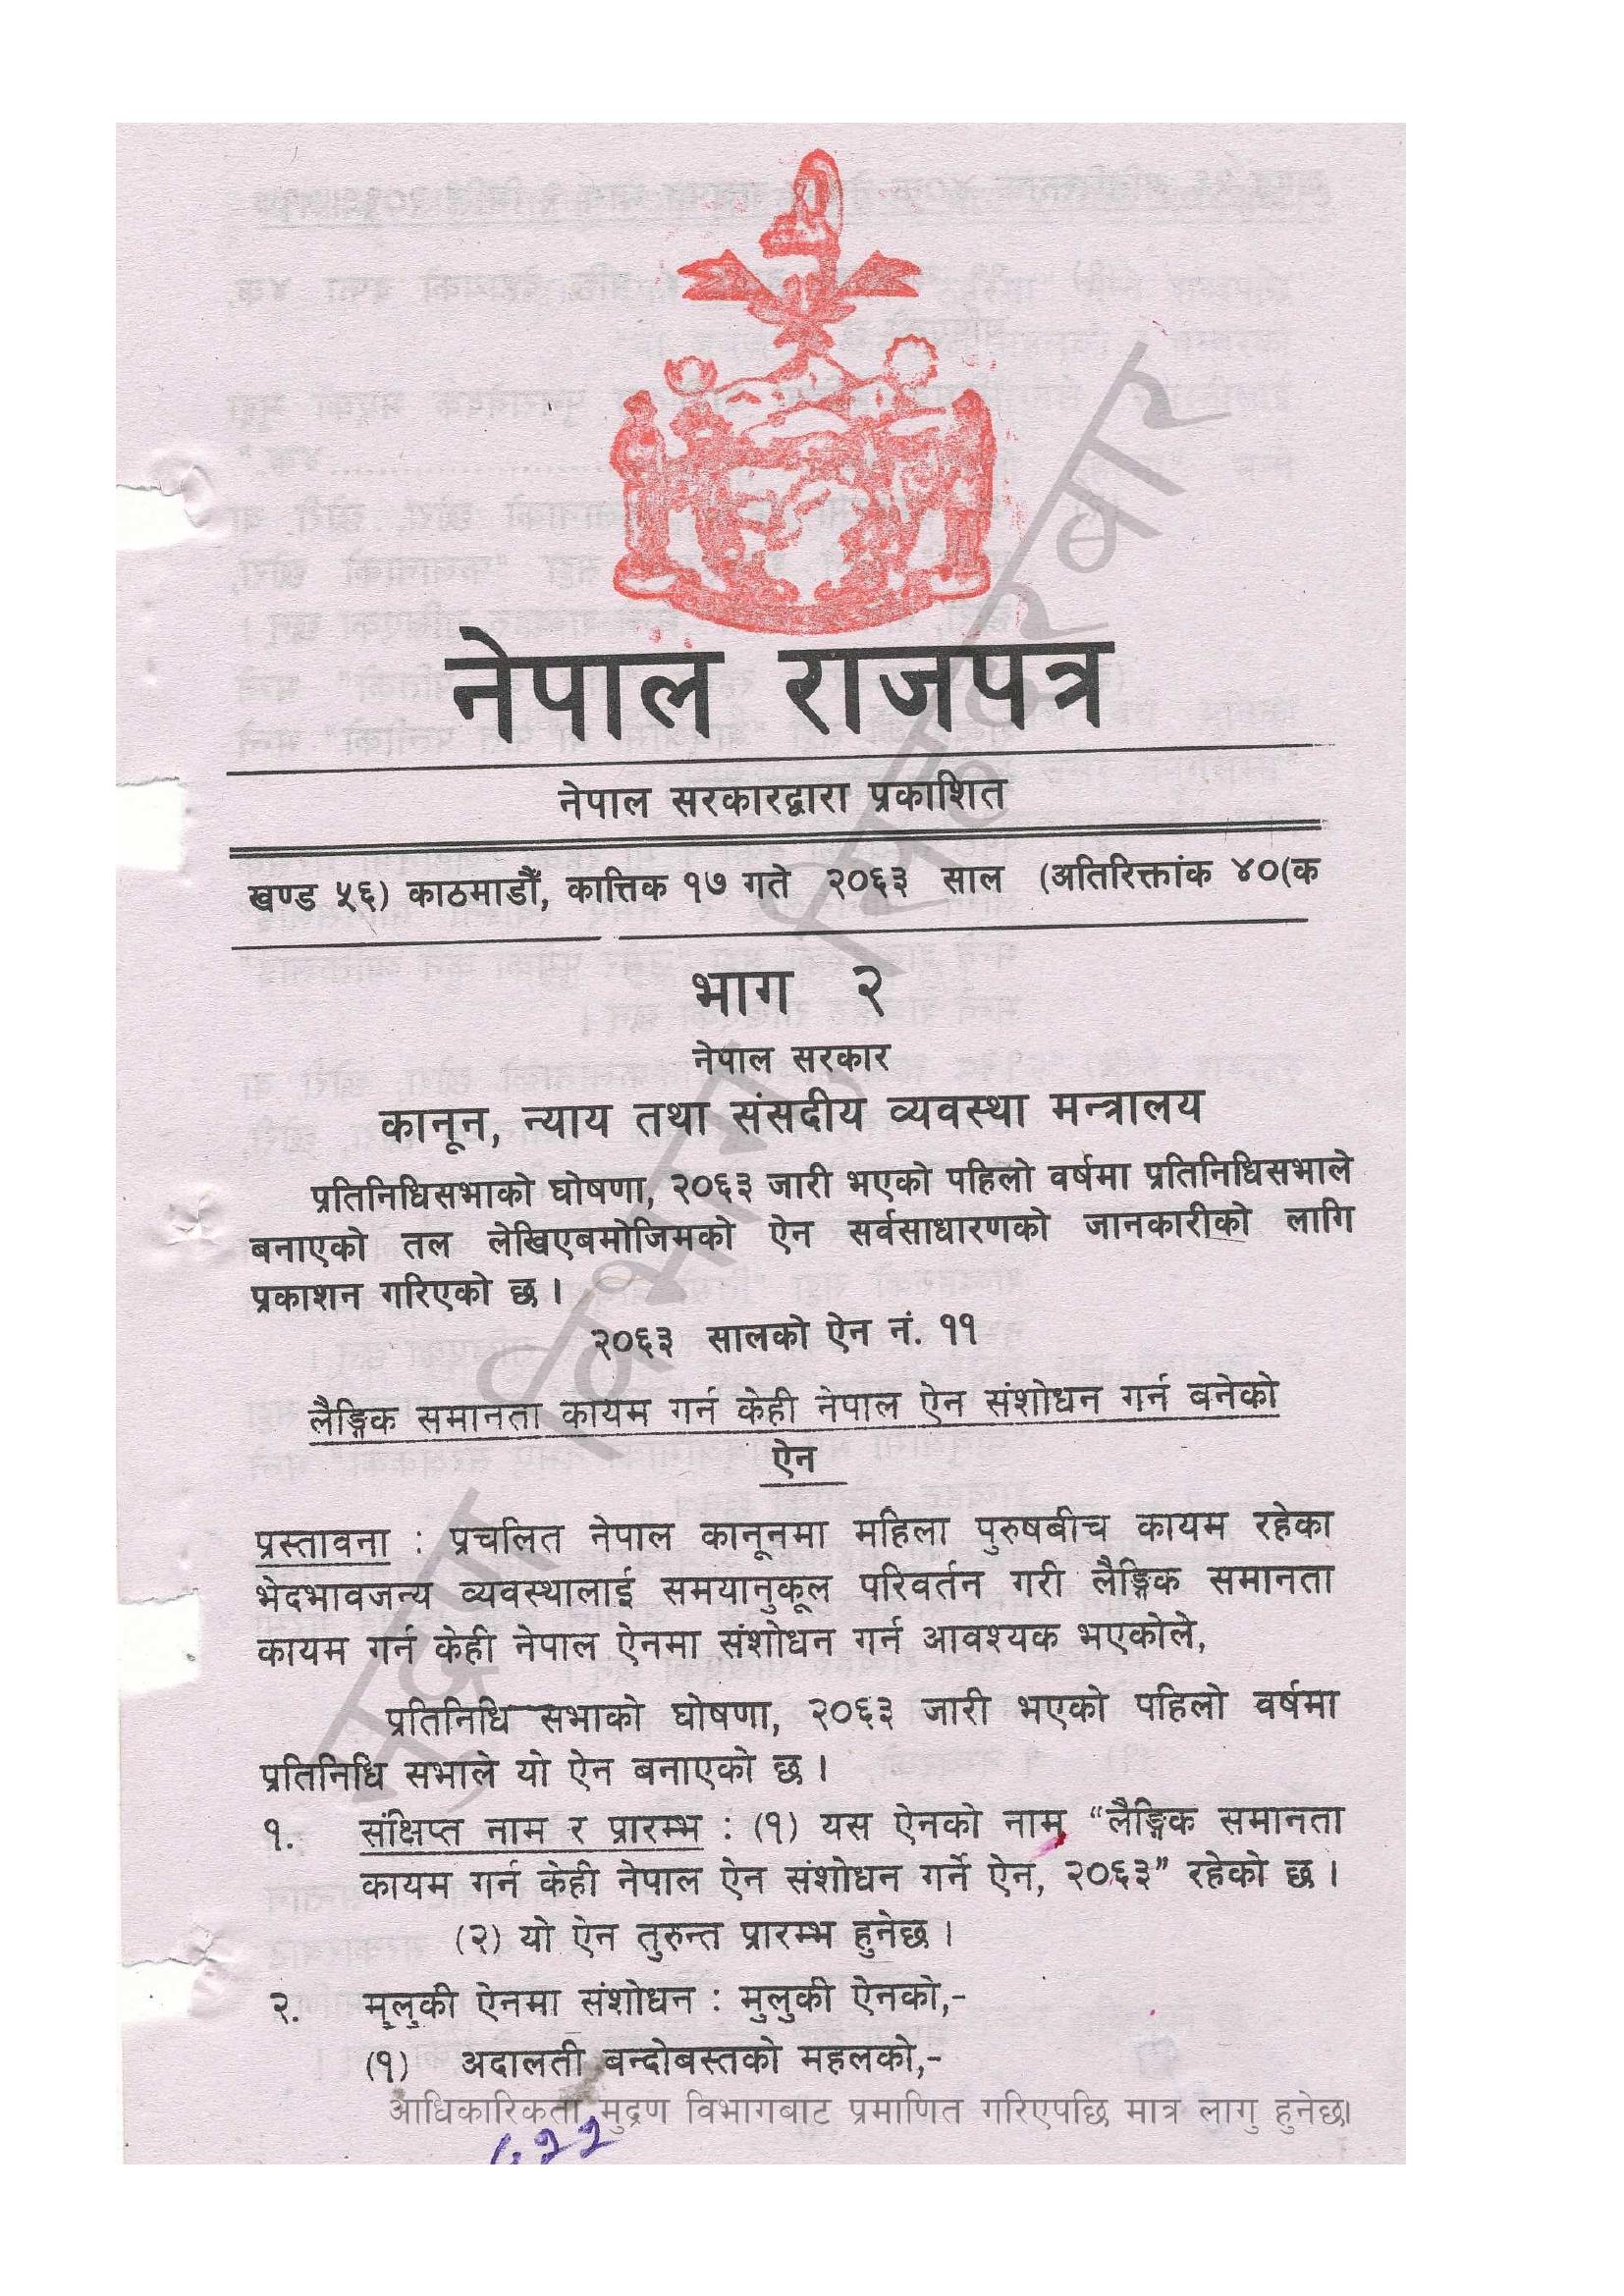 नेपाल राजपत्र
नेपाल सरकारद्वारा प्रकाशित
खण्ड ५६) काठमाडौँ, कात्तिक १७ गते २०६३ साल (अतिरिक्तांक ४०(क
भाग २
नेपाल सरकार
कानून, न्याय तथा संसदीय व्यवस्था मन्त्रालय
प्रतिनिधिसभाको घोषणा, २०६३ जारी भएको पहिलो वर्षमा प्रतिनिधिसभाले
बनाएको तल लेखिएबमोजिमको ऐन सर्वसाधारणको जानकारीको लागि
प्रकाशन गरिएको छ ।
२०६३ सालको ऐन नं. ११
लैङ्गिक समानता कायम गर्न केही नेपाल ऐन संशोधन गर्न बनेको
ऐन
प्रस्तावना : प्रचलित नेपाल कानूनमा महिला पुरुषबीच कायम रहेका
भेदभावजन्य व्यवस्थालाई समयानुकूल परिवर्तन गरी लैङ्गिक समानता
कायम गर्न केही नेपाल ऐनमा संशोधन गर्न आवश्यक भएकोले,
प्रतिनिधि सभाको घोषणा, २०६३ जारी भएको पहिलो वर्षमा
प्रतिनिधि सभाले यो ऐन बनाएको छ ।
१. संक्षिप्त नाम र प्रारम्भ : (१) यस ऐनको नाम “लैङ्गिक समानता
कायम गर्न केही नेपाल ऐन संशोधन गर्ने ऐन, २०६३” रहेको छ ।
(२) यो ऐन तुरुन्त प्रारम्भ हुनेछ ।
२. मुलुकी ऐनमा संशोधन : मुलुकी ऐनको,-
(१) अदालती बन्दोबस्तको महलको,-
आधिकारिकता मुद्रण विभागबाट प्रमाणित गरिएपछि मात्र लागु हुनेछ।
मुद्रण विभाग, सिंहदरबार